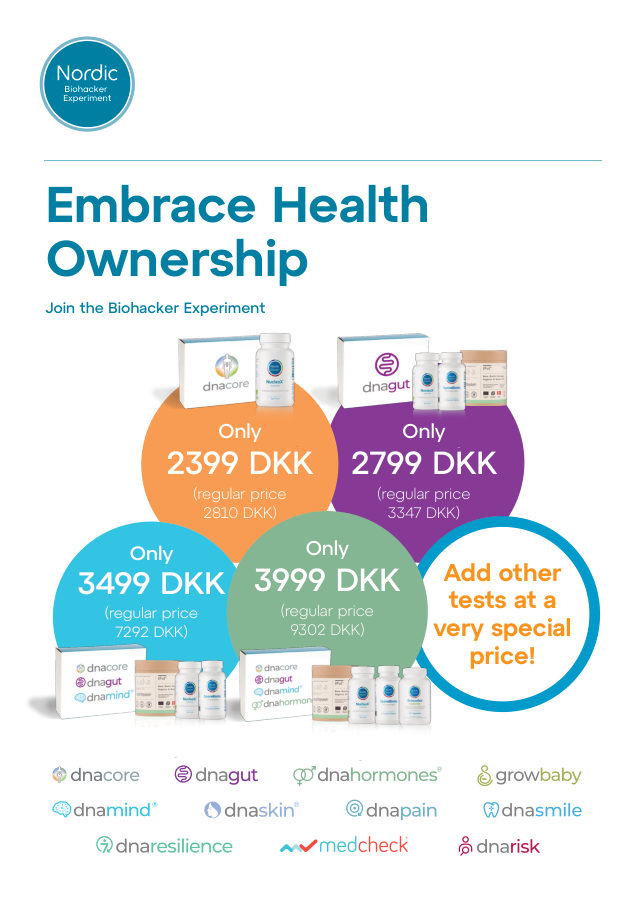 Nordic
Biohacker
Experiment
Embrace Health
Ownership
Join the Biohacker Experiment
dnacore
NucleoX
dnagut
Only
2399 DKK
(regular price
2810 DKK)
Only
2799 DKK
(regular price
3347 DKK)
Only
3499 DKK
(regular price
7292 DKK)
Only
3999 DKK
(regular price
9302 DKK)
Add other
tests at a
very special
price!
dnacore
dnagut
dnamind®
dnacore
dnagut
dnamind®
dnahormon
dnacore
dnagut
dnahormones®
growbaby
dnamind®
dnaskin®
dnapain
dnasmile
dnaresilience
medcheck
dnarisk